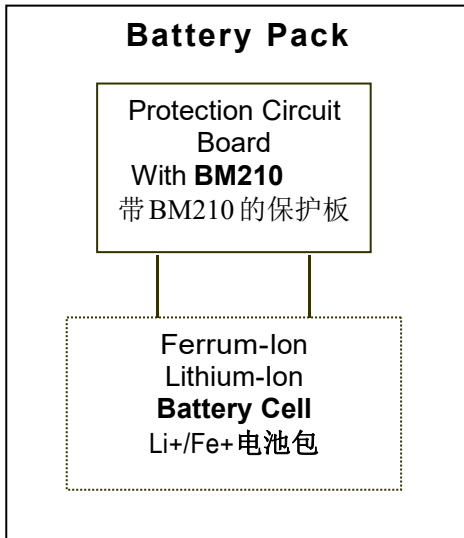 Battery Pack
Protection Circuit
Board
With BM210
带BM210的保护板
Ferrum-Ion
Lithium-Ion
Battery Cell
Li+/Fe+电池包